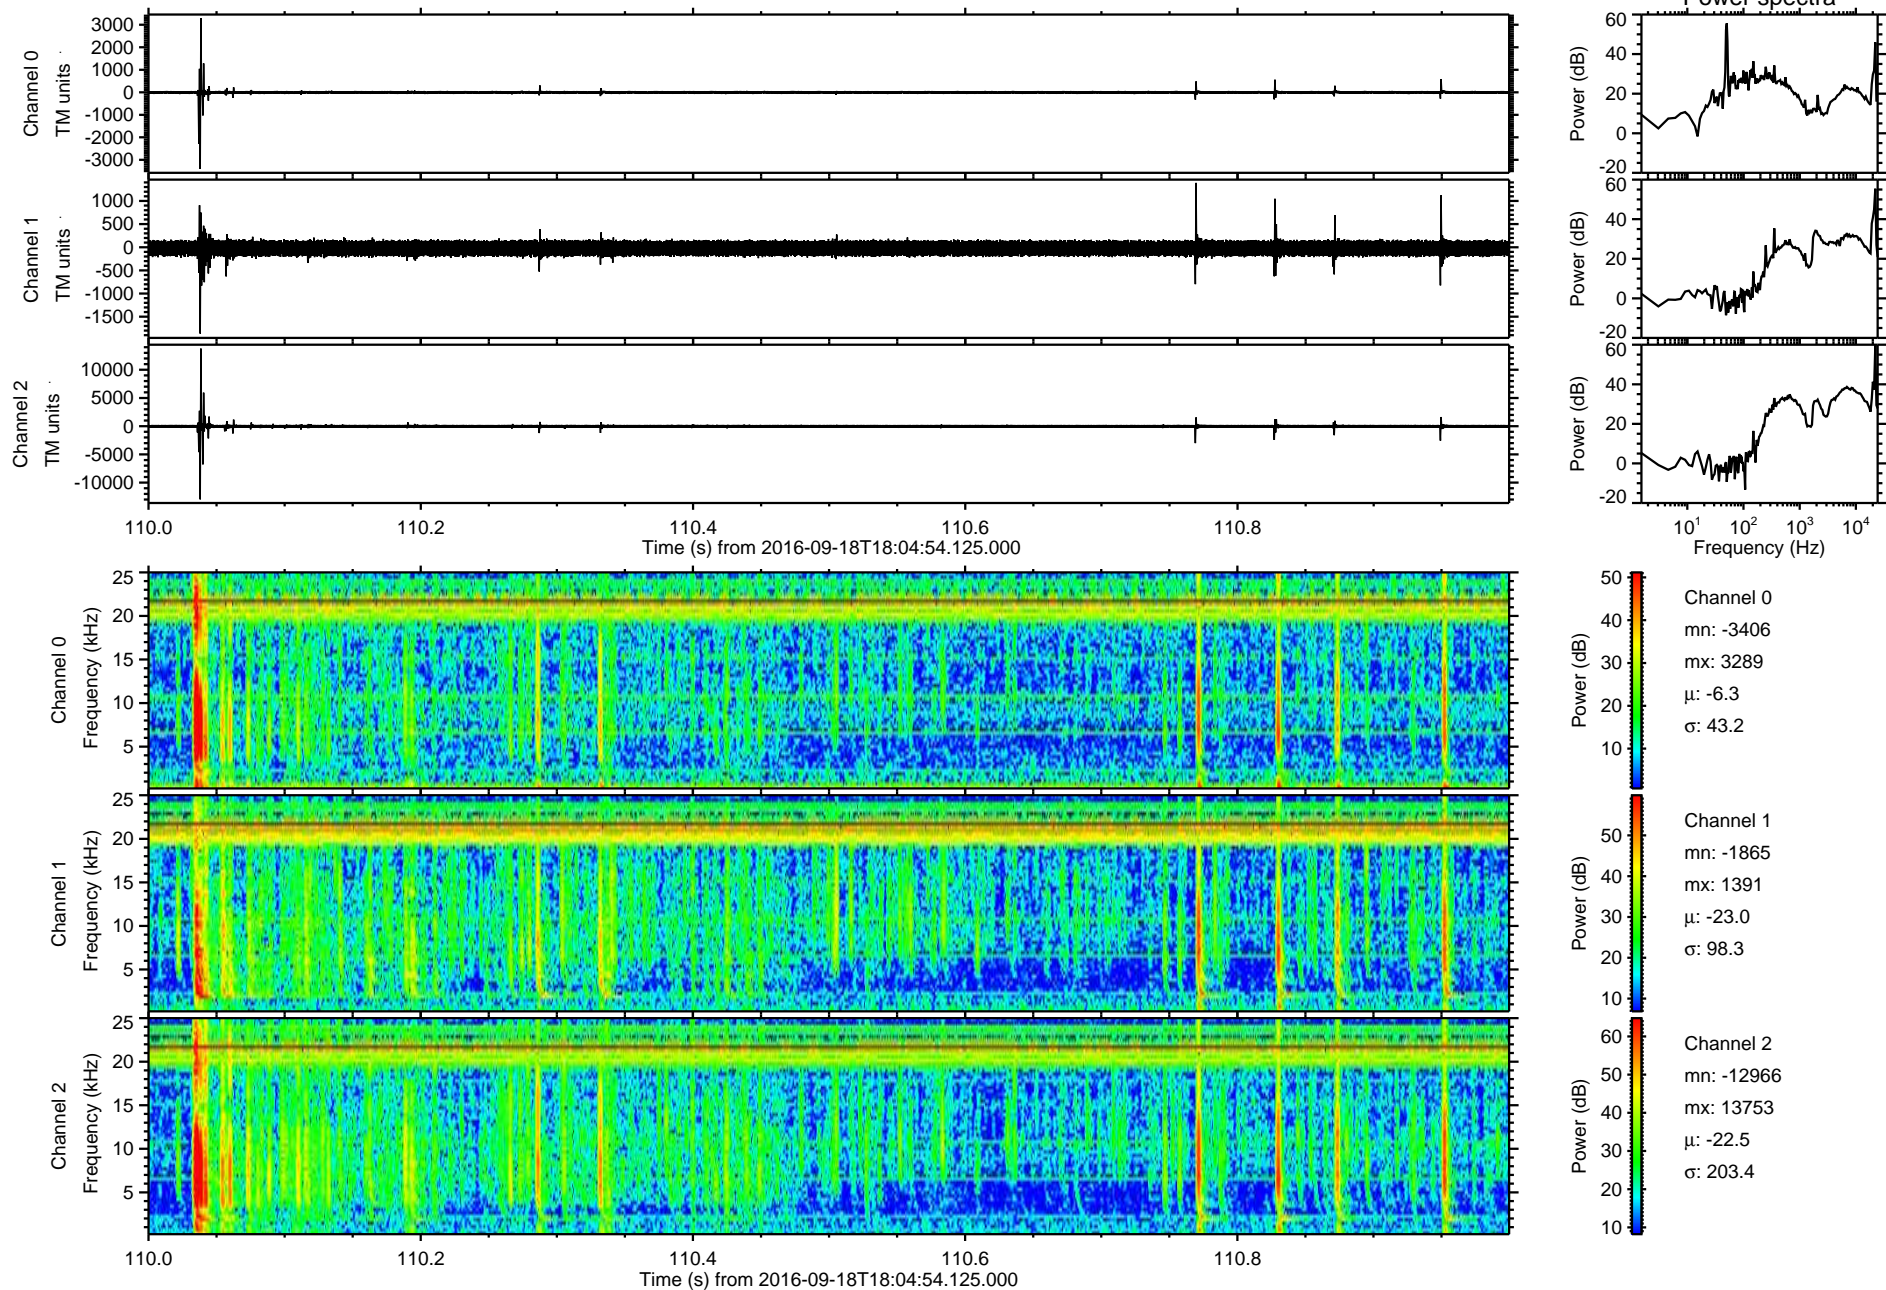 Power spectra
Channel 0
TM units
3000
2000
1000
0
-1000
-2000
-3000
Power (dB)
60
40
20
0
-20
Channel 1
TM units
1000
500
0
-500
-1000
-1500
Power (dB)
60
40
20
0
-20
Channel 2
TM units
10000
5000
0
-5000
-10000
Power (dB)
60
40
20
0
-20
110.0 110.2 110.4 110.6 110.8
Time (s) from 2016-09-18T18:04:54.125.000
10¹ 10² 10³ 10⁴
Frequency (Hz)
Channel 0
Frequency (kHz)
25
20
15
10
5
Power (dB)
50
40
30
20
10
Channel 0
mn: -3406
mx: 3289
µ: -6.3
σ: 43.2
Channel 1
Frequency (kHz)
25
20
15
10
5
Power (dB)
50
40
30
20
10
Channel 1
mn: -1865
mx: 1391
µ: -23.0
σ: 98.3
Channel 2
Frequency (kHz)
25
20
15
10
5
Power (dB)
60
50
40
30
20
10
Channel 2
mn: -12966
mx: 13753
µ: -22.5
σ: 203.4
110.0 110.2 110.4 110.6 110.8
Time (s) from 2016-09-18T18:04:54.125.000